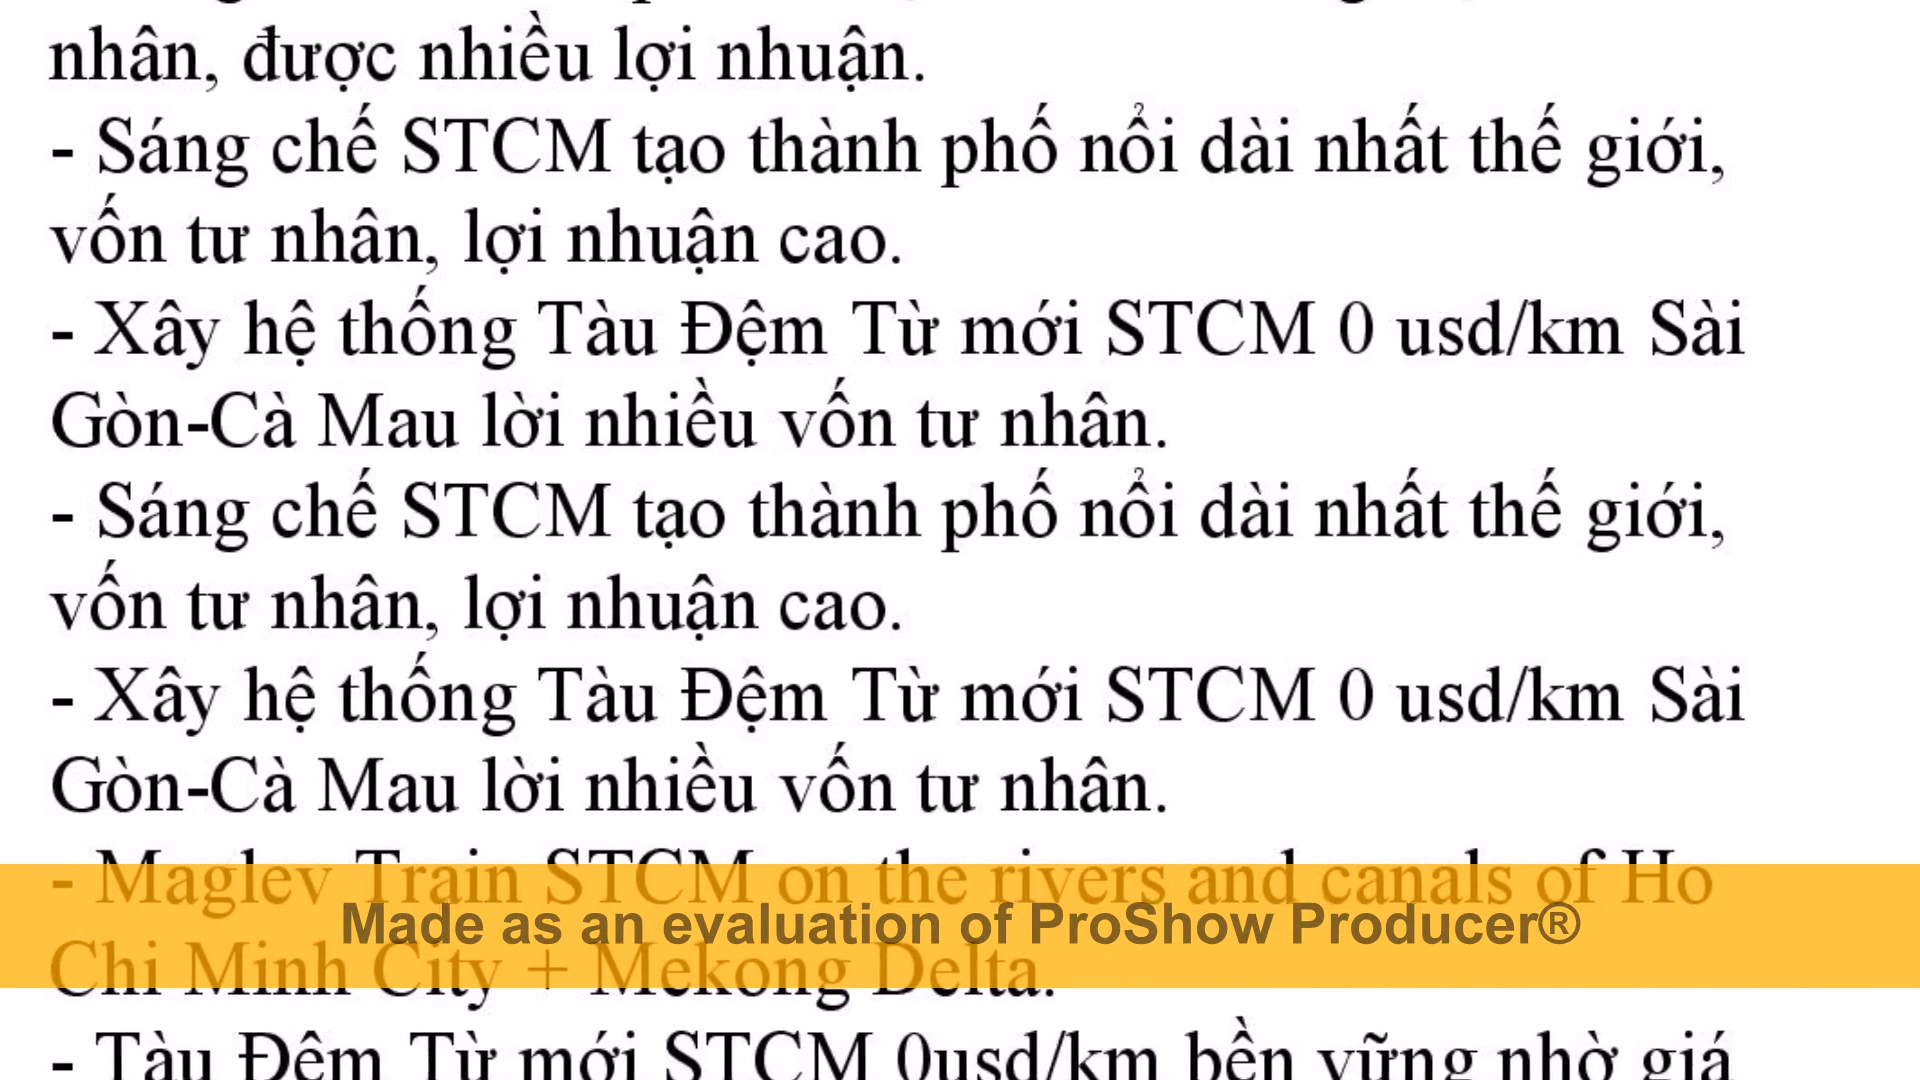 nhân, được nhiều lợi nhuận.
- Sáng chế STCM tạo thành phố nổi dài nhất thế giới,
vốn tư nhân, lợi nhuận cao.
- Xây hệ thống Tàu Đệm Từ mới STCM 0 usd/km Sài
Gòn-Cà Mau lời nhiều vốn tư nhân.
- Sáng chế STCM tạo thành phố nổi dài nhất thế giới,
vốn tư nhân, lợi nhuận cao.
- Xây hệ thống Tàu Đệm Từ mới STCM 0 usd/km Sài
Gòn-Cà Mau lời nhiều vốn tư nhân.
- Maglev Train STCM on the rivers and canals of Ho
Made as an evaluation of ProShow Producer®
Chi Minh City + Mekong Delta.
- Tàu Đệm Từ mới STCM 0usd/km bền vững nhờ giá